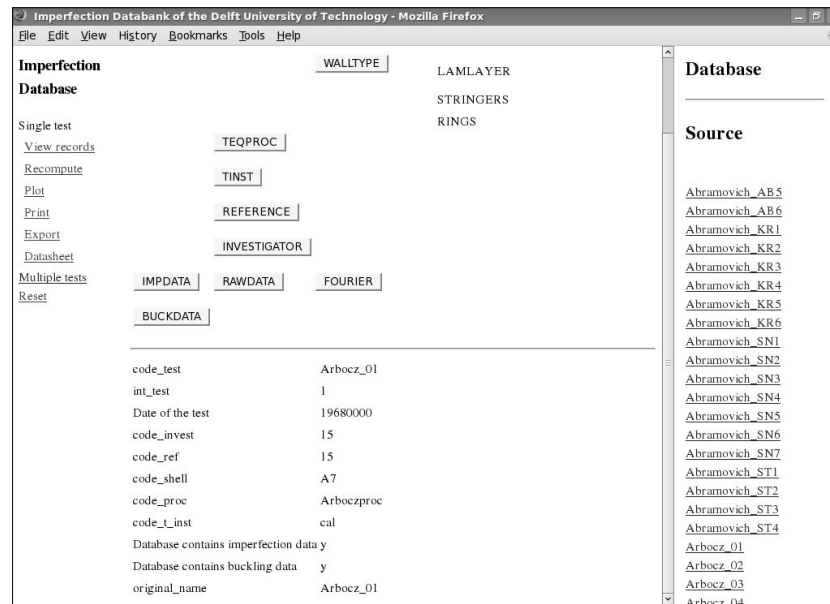 Imperfection Databank of the Delft University of Technology - Mozilla Firefox
File Edit View History Bookmarks Tools Help
Imperfection
Database
Single test
View records
Recompute
Plot
Print
Export
Datasheet
Multiple tests
Reset
WALLTYPE
LAMLAYER
STRINGERS
RINGS
TEQPROC
TINST
REFERENCE
INVESTIGATOR
IMPDATA RAWDATA FOURIER
BUCKDATA
code_test Arbocz_01
int_test 1
Date of the test 19680000
code_invest 15
code_ref 15
code_shell A7
code_proc Arboczproc
code_t_inst cal
Database contains imperfection data y
Database contains buckling data y
original_name Arbocz_01
Database
Source
Abramovich_AB5
Abramovich_AB6
Abramovich_KR1
Abramovich_KR2
Abramovich_KR3
Abramovich_KR4
Abramovich_KR5
Abramovich_KR6
Abramovich_SN1
Abramovich_SN2
Abramovich_SN3
Abramovich_SN4
Abramovich_SN5
Abramovich_SN6
Abramovich_SN7
Abramovich_ST1
Abramovich_ST2
Abramovich_ST3
Abramovich_ST4
Arbocz_01
Arbocz_02
Arbocz_03
Arbocz_04